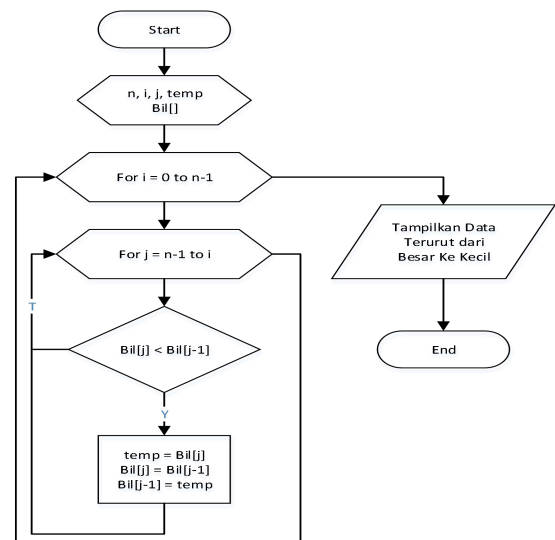 Start
n, i, j, temp
Bil[]
For i = 0 to n-1
For j = n-1 to i
T
Bil[j] < Bil[j-1]
Y
temp = Bil[j]
Bil[j] = Bil[j-1]
Bil[j-1] = temp
Tampilkan Data
Terurut dari
Besar Ke Kecil
End